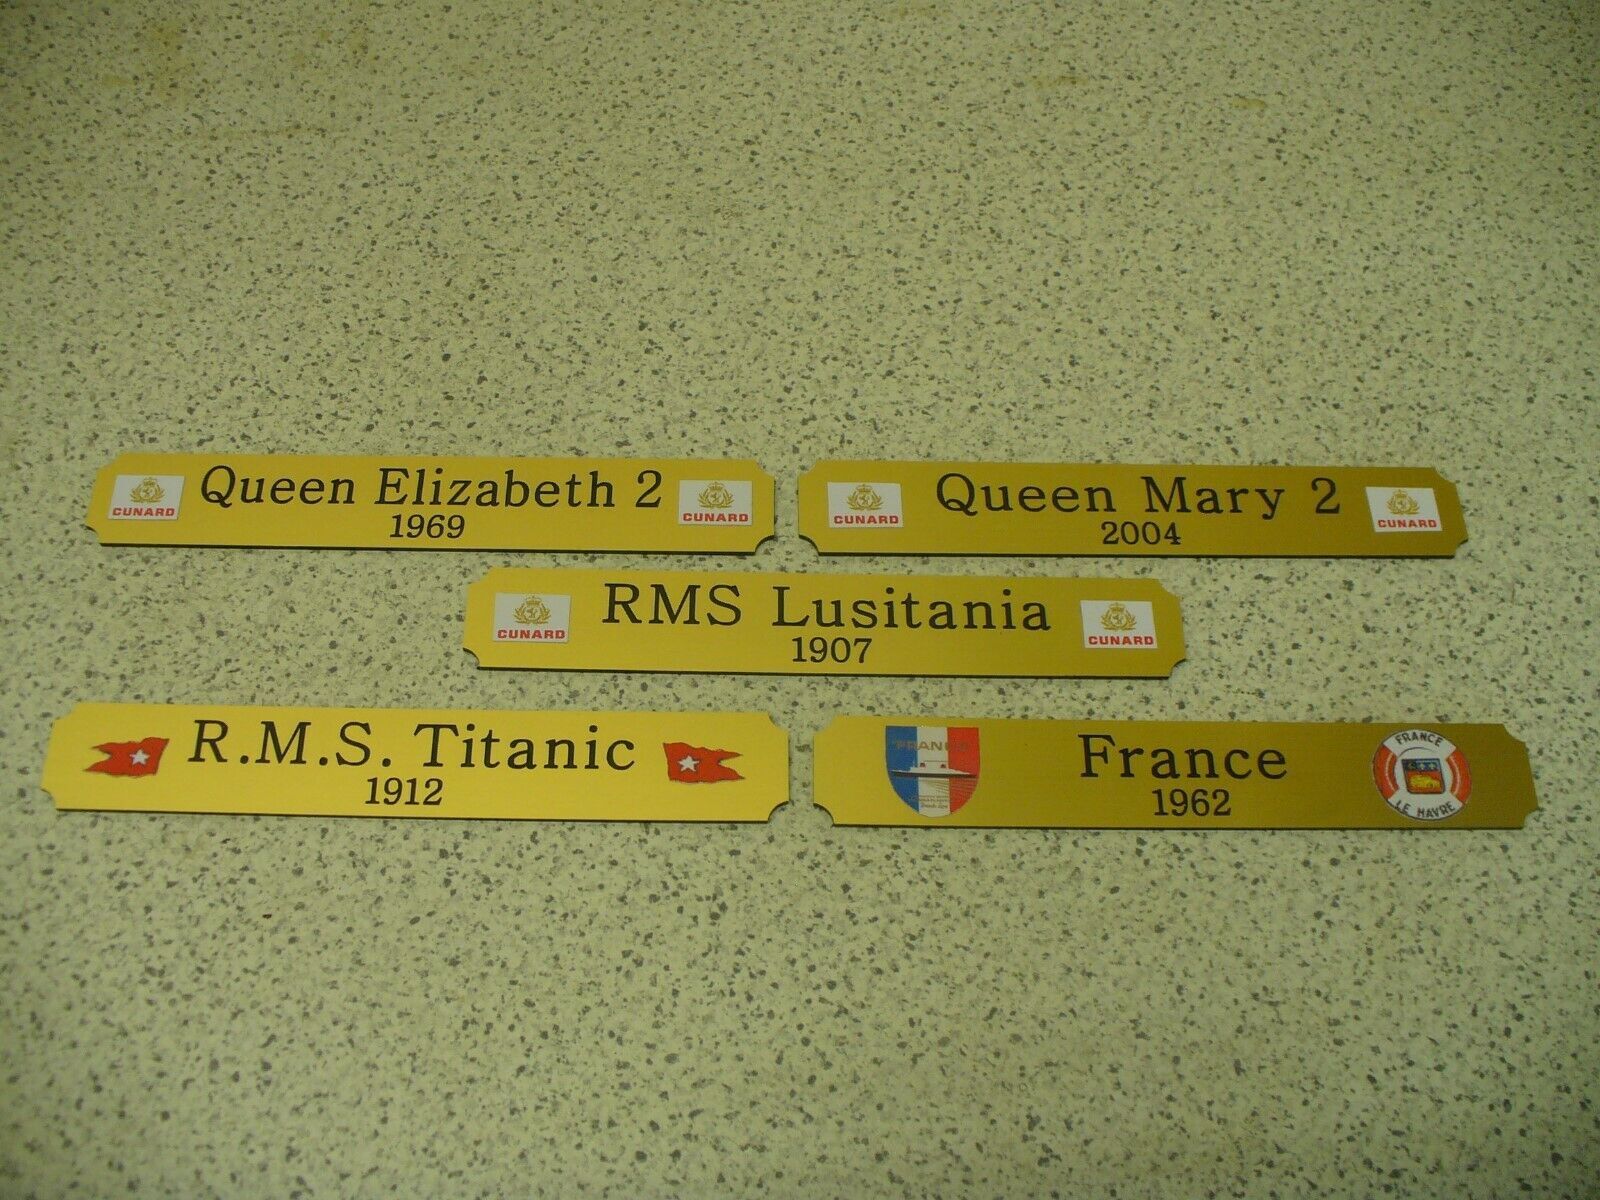 CUNARD
Queen Elizabeth 2
1969
CUNARD
CUNARD
Queen Mary 2
2004
CUNARD
CUNARD
RMS Lusitania
1907
CUNARD
R.M.S. Titanic
1912
FRANCE
France
1962
FRANCE
LE HAVRE